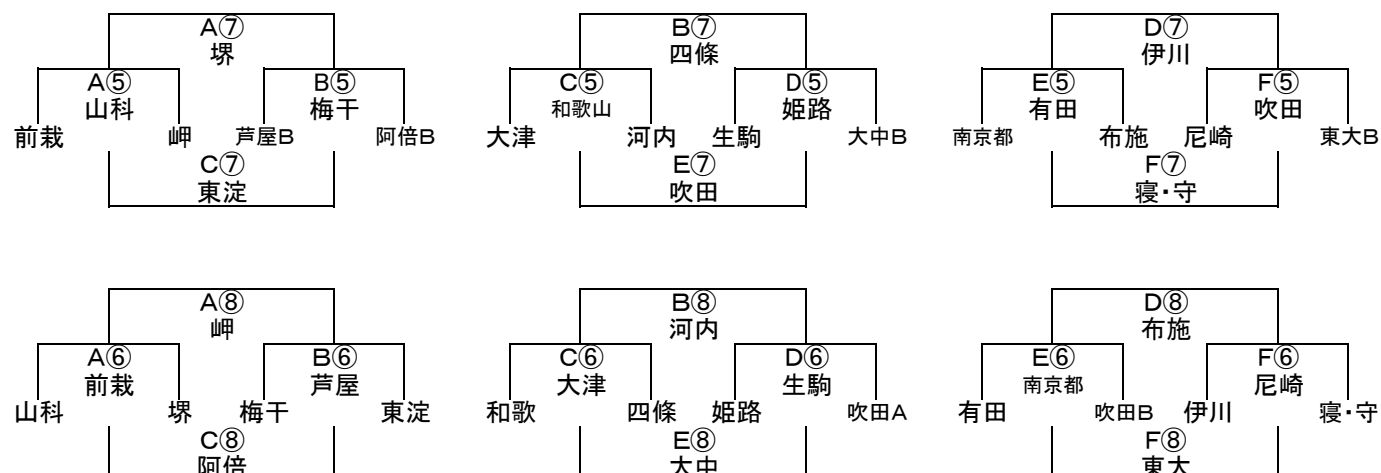 A⑦ B⑦ D⑦
堺 四條 伊川
A⑤ B⑤ C⑤ D⑤ E⑤ F⑤
山科 梅干 和歌山 姫路 有田 吹田
前栽 岬 芦屋B 阿倍B 大津 河内 生駒 大中B 南京都 布施 尼崎 東大B
C⑦ E⑦ F⑦
東淀 吹田 寝・守
A⑧ B⑧ D⑧
岬 河内 布施
A⑥ B⑥ C⑥ D⑥ E⑥ F⑥
前栽 芦屋 大津 生駒 南京都 尼崎
山科 堺 梅干 東淀 和歌 四條 姫路 吹田A 有田 吹田B 伊川 寝・守
C⑧ E⑧ F⑧
阿倍 大中 東大